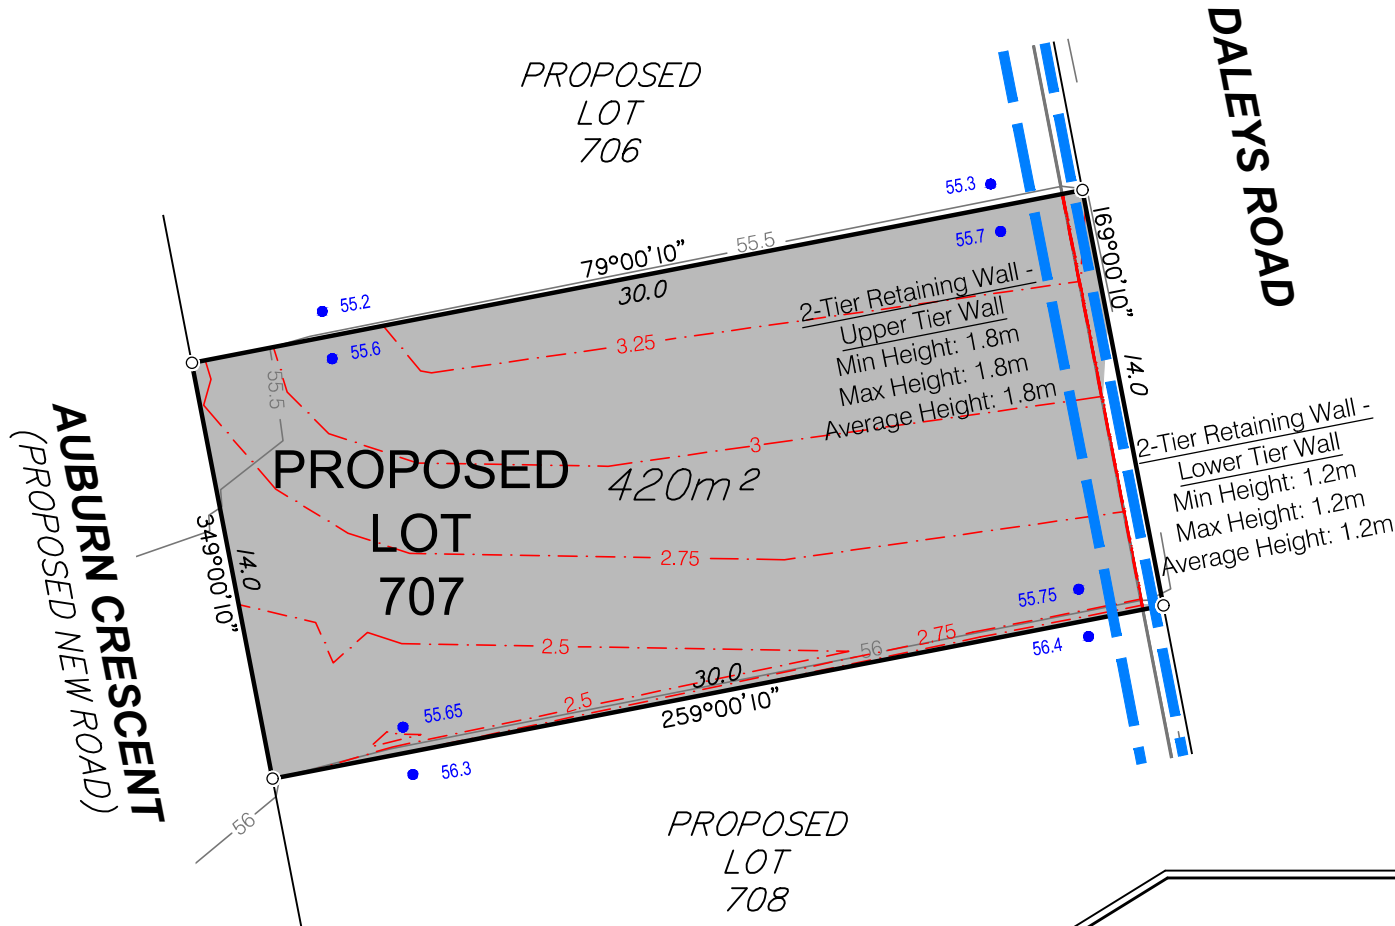 PROPOSED
LOT
706
DALEYS ROAD
55.3
55.7
55.5
79°00'10"
30.0
169°00'10"
14.0
55.2
55.6
55.5
3.25
2-Tier Retaining Wall -
Upper Tier Wall
Min Height: 1.8m
Max Height: 1.8m
Average Height: 1.8m
2-Tier Retaining Wall -
Lower Tier Wall
Min Height: 1.2m
Max Height: 1.2m
Average Height: 1.2m
3
PROPOSED
LOT
707
420m²
2.75
AUBURN CRESCENT
(PROPOSED NEW ROAD)
349°00'10"
14.0
2.5
55.75
56.4
2.75
56
30.0
259°00'10"
2.5
55.65
56.3
56
PROPOSED
LOT
708